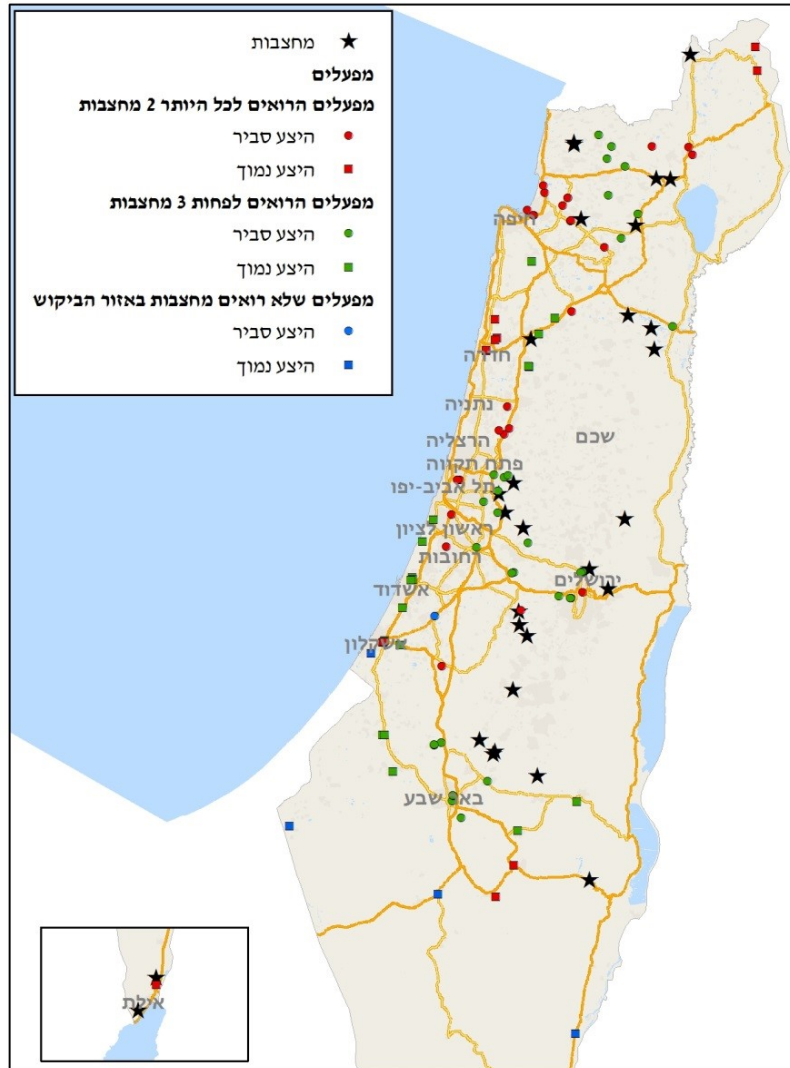 מחצבות
מפעלים
מפעלים הרואים לכל היותר 2 מחצבות
היצע סביר
היצע נמוך
מפעלים הרואים לפחות 3 מחצבות
היצע סביר
היצע נמוך
מפעלים שלא רואים מחצבות באזור הביקוש
היצע סביר
היצע נמוך
חיפה
חדרה
נתניה
שכם
הרצליה
פתח תקווה
תל אביב-יפו
ראשון לציון
רחובות
ירושלים
אשדוד
אשקלון
באר שבע
אילת